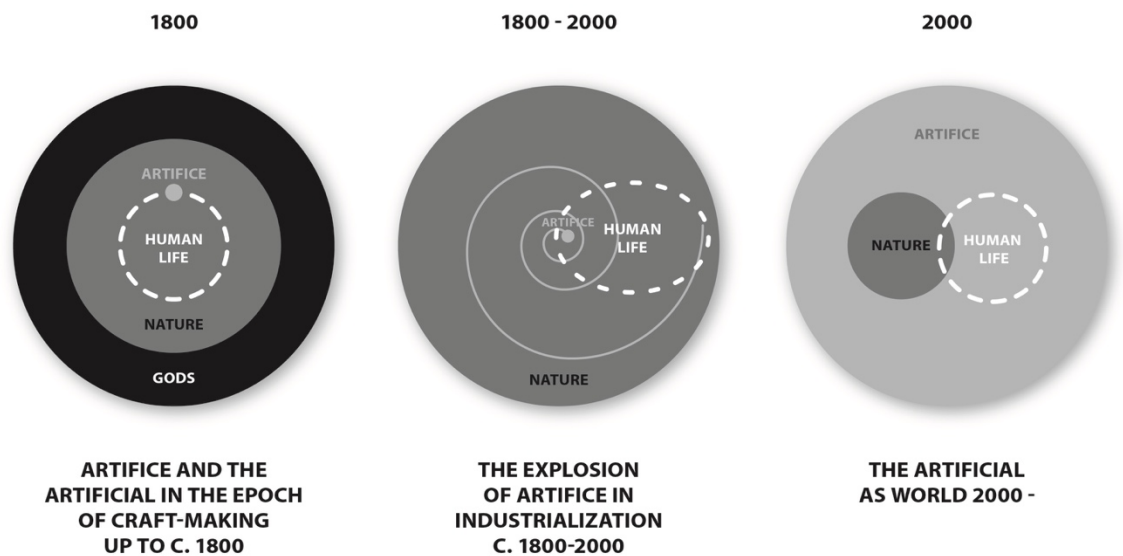 1800
ARTIFICE
HUMAN
LIFE
NATURE
GODS
ARTIFICE AND THE
ARTIFICIAL IN THE EPOCH
OF CRAFT-MAKING
UP TO C. 1800
1800 - 2000
ARTIFICE
HUMAN
LIFE
NATURE
THE EXPLOSION
OF ARTIFICE IN
INDUSTRIALIZATION
C. 1800-2000
2000
ARTIFICE
NATURE
HUMAN
LIFE
THE ARTIFICIAL
AS WORLD 2000 -